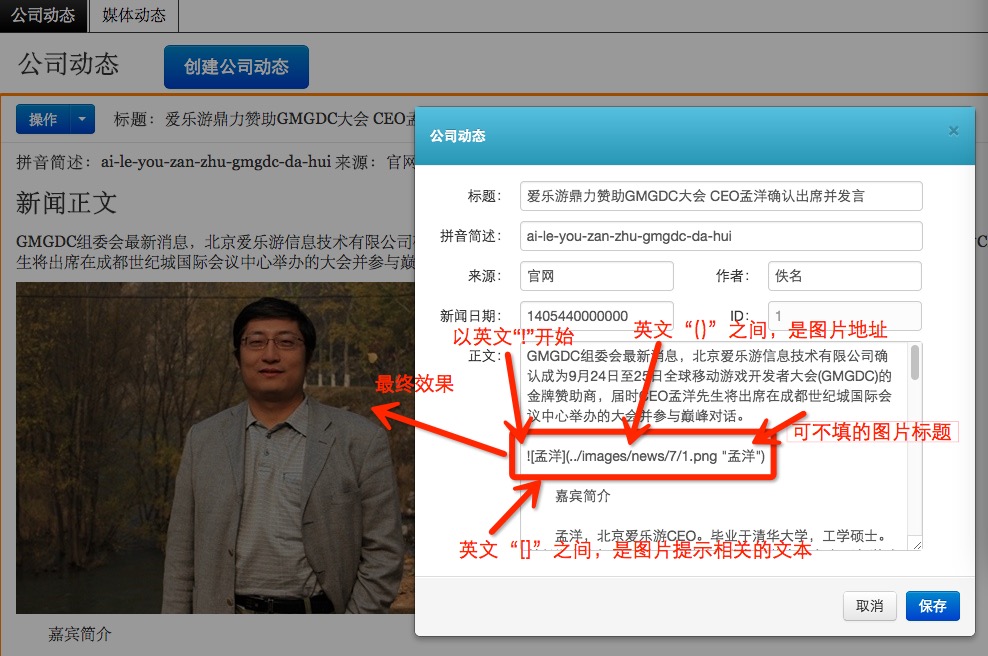 公司动态
媒体动态
公司动态
创建公司动态
操作
标题：爱乐游鼎力赞助GMGDC大会 CEO孟
拼音简述：ai-le-you-zan-zhu-gmgdc-da-hui 来源：官网
新闻正文
GMGDC组委会最新消息，北京爱乐游信息技术有限公司
生将出席在成都世纪城国际会议中心举办的大会并参与巅
嘉宾简介
公司动态
×
标题：
爱乐游鼎力赞助GMGDC大会 CEO孟洋确认出席并发言
拼音简述：
ai-le-you-zan-zhu-gmgdc-da-hui
来源：
官网
作者：
佚名
新闻日期：
1405440000000
ID：
1
以英文“!”开始
英文“()”之间，是图片地址
正文：
GMGDC组委会最新消息，北京爱乐游信息技术有限公司确
认成为9月24日至25日全球移动游戏开发者大会(GMGDC)的
金牌赞助商，届时CEO孟洋先生将出席在成都世纪城国际会
议中心举办的大会并参与巅峰对话。
最终效果
可不填的图片标题
![孟洋](../images/news/7/1.png "孟洋")
嘉宾简介
孟洋，北京爱乐游CEO。毕业于清华大学，工学硕士。
英文“[]”之间，是图片提示相关的文本
取消
保存